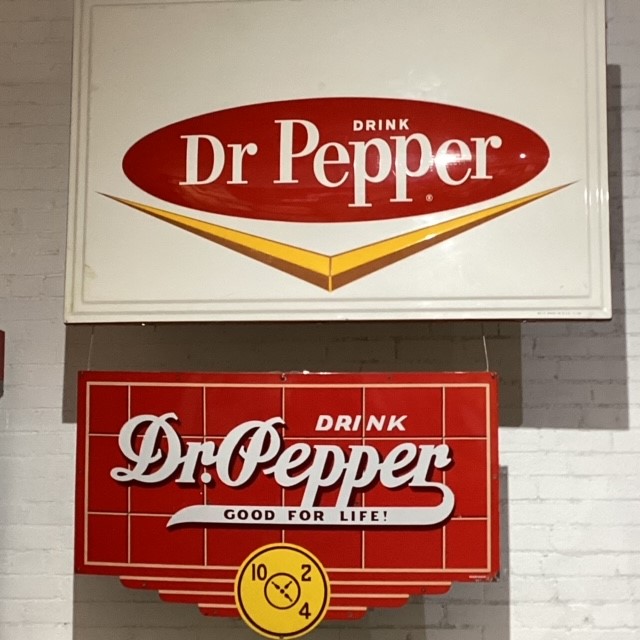 DRINK
Dr Pepper®
DRINK
Dr. Pepper
GOOD FOR LIFE!
10 2
4